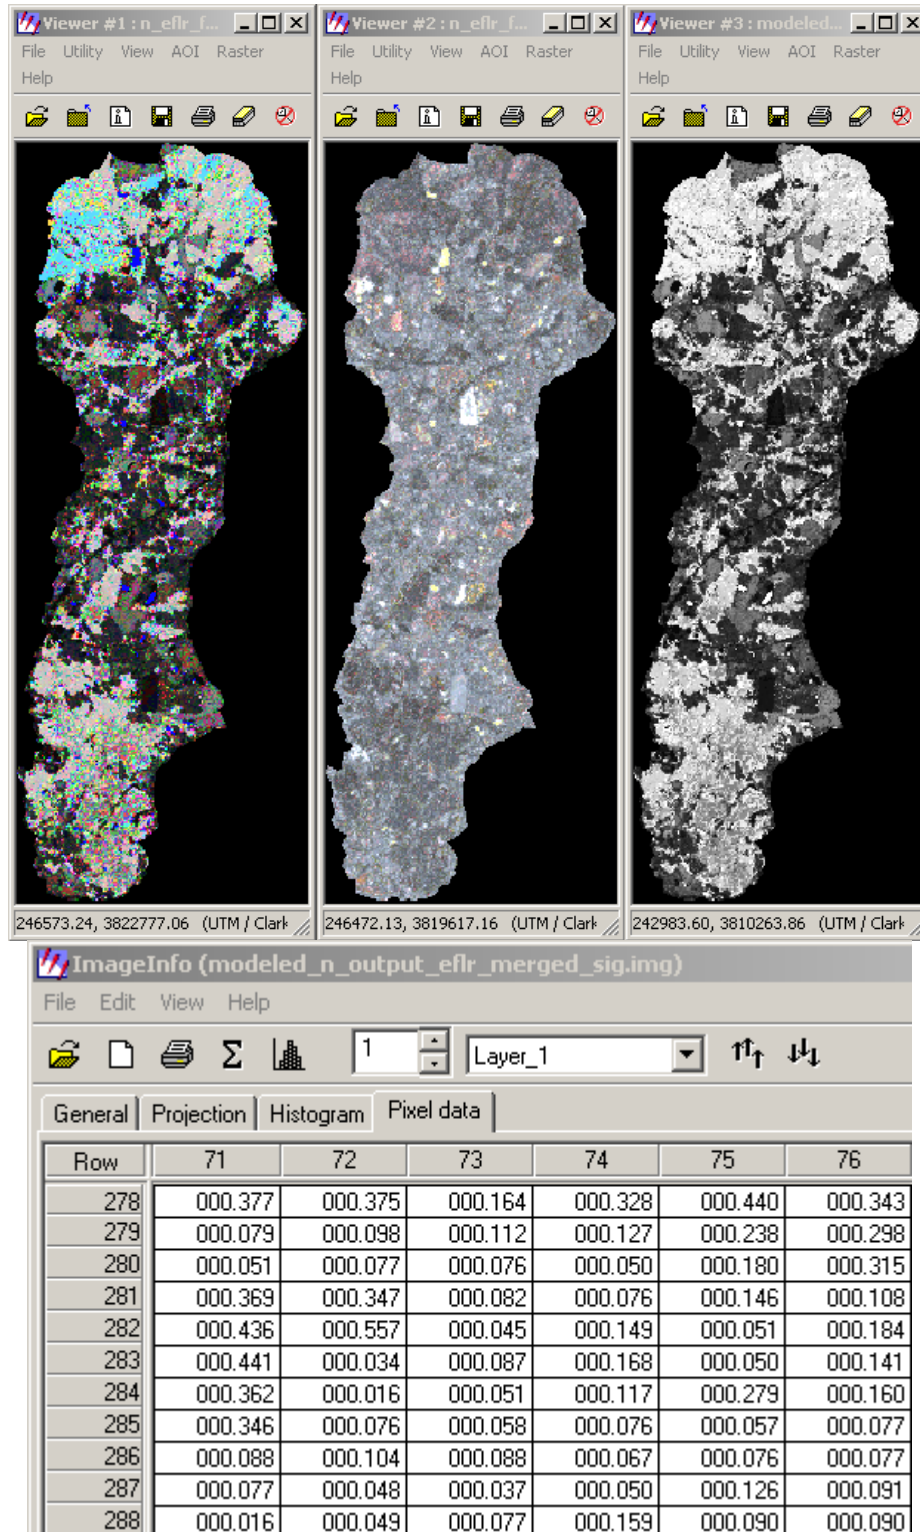 Viewer #1 : n_eflr_f...
File Utility View AOI Raster
Help
246573.24, 3822777.06 (UTM / Clark
Viewer #2 : n_eflr_f...
File Utility View AOI Raster
Help
246472.13, 3819617.16 (UTM / Clark
Viewer #3 : modeled...
File Utility View AOI Raster
Help
242983.60, 3810263.86 (UTM / Clark
ImageInfo (modeled_n_output_eflr_merged_sig.img)
File Edit View Help
Σ 1 Layer_1
General Projection Histogram Pixel data
Row 71 72 73 74 75 76
278 000.377 000.375 000.164 000.328 000.440 000.343
279 000.079 000.098 000.112 000.127 000.238 000.298
280 000.051 000.077 000.076 000.050 000.180 000.315
281 000.369 000.347 000.082 000.076 000.146 000.108
282 000.436 000.557 000.045 000.149 000.051 000.184
283 000.441 000.034 000.087 000.168 000.050 000.141
284 000.362 000.016 000.051 000.117 000.279 000.160
285 000.346 000.076 000.058 000.076 000.057 000.077
286 000.088 000.104 000.088 000.067 000.076 000.077
287 000.077 000.048 000.037 000.050 000.126 000.091
288 000.016 000.049 000.077 000.159 000.090 000.090